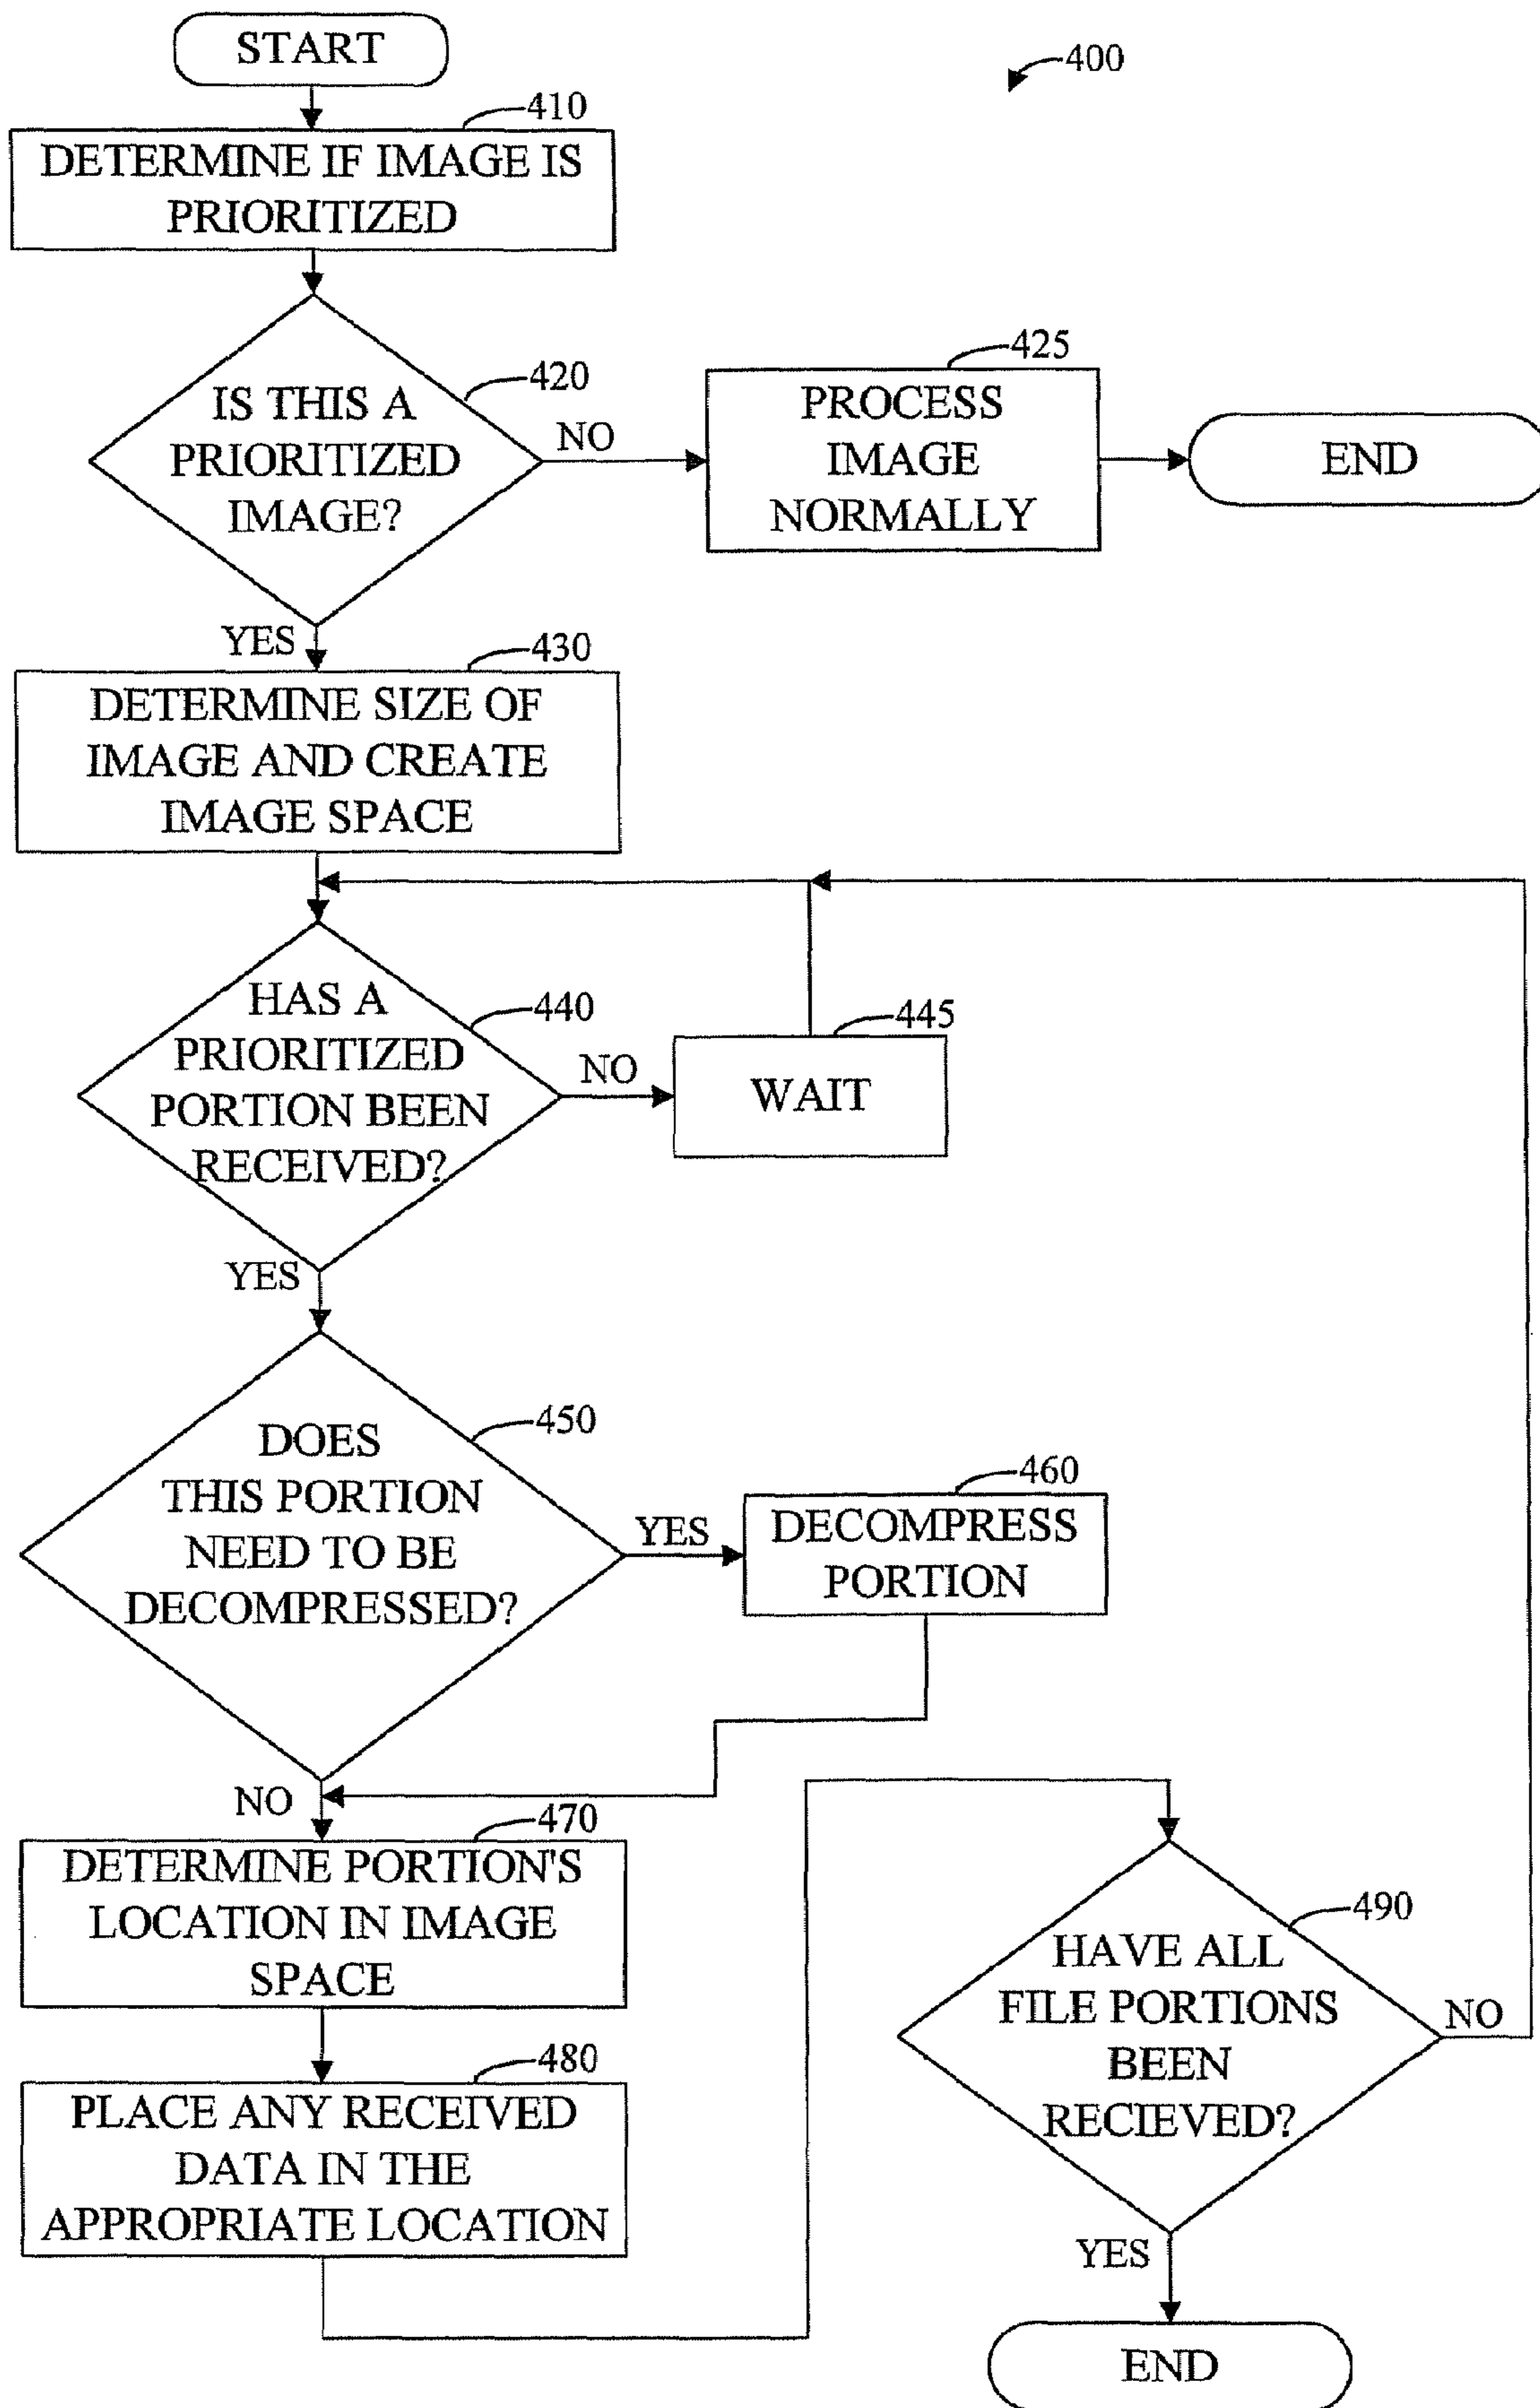 START
400
410
DETERMINE IF IMAGE IS
PRIORITIZED
420
IS THIS A
PRIORITIZED
IMAGE?
NO
425
PROCESS
IMAGE
NORMALLY
END
YES
430
DETERMINE SIZE OF
IMAGE AND CREATE
IMAGE SPACE
440
HAS A
PRIORITIZED
PORTION BEEN
RECEIVED?
NO
445
WAIT
YES
450
DOES
THIS PORTION
NEED TO BE
DECOMPRESSED?
YES
460
DECOMPRESS
PORTION
NO
470
DETERMINE PORTION'S
LOCATION IN IMAGE
SPACE
480
PLACE ANY RECEIVED
DATA IN THE
APPROPRIATE LOCATION
490
HAVE ALL
FILE PORTIONS
BEEN
RECIEVED?
NO
YES
END